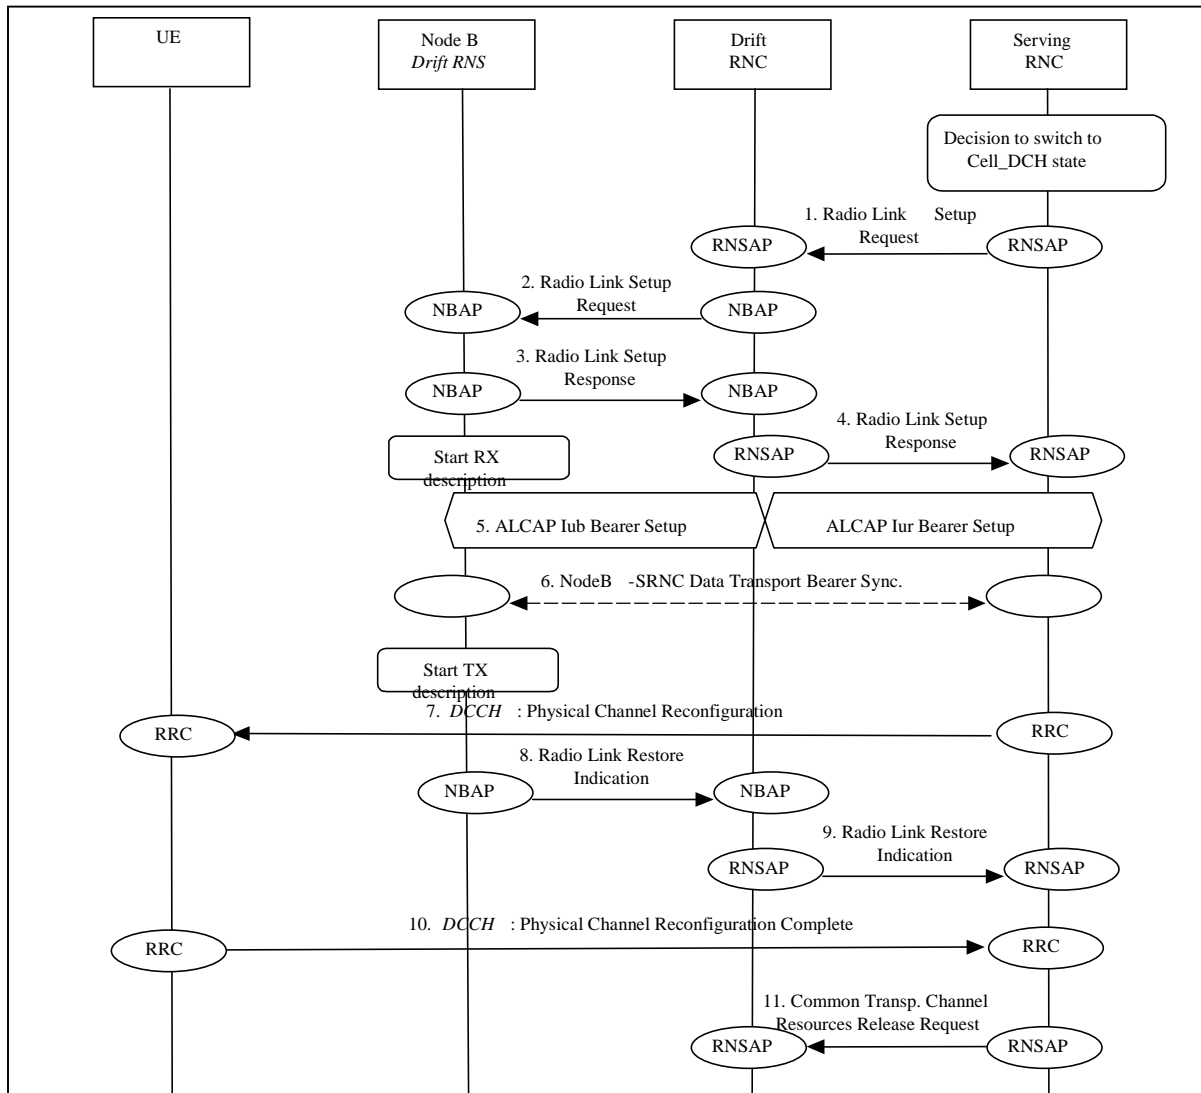 UE
Node B
Drift RNS
Drift
RNC
Serving
RNC
Decision to switch to
Cell_DCH state
1. Radio Link Setup
Request
RNSAP
RNSAP
2. Radio Link Setup
Request
NBAP
NBAP
3. Radio Link Setup
Response
NBAP
NBAP
4. Radio Link Setup
Response
RNSAP
RNSAP
Start RX
description
5. ALCAP Iub Bearer Setup
ALCAP Iur Bearer Setup
6. NodeB -SRNC Data Transport Bearer Sync.
Start TX
description
7. DCCH : Physical Channel Reconfiguration
RRC
RRC
8. Radio Link Restore
Indication
NBAP
NBAP
9. Radio Link Restore
Indication
RNSAP
RNSAP
10. DCCH : Physical Channel Reconfiguration Complete
RRC
RRC
11. Common Transp. Channel
Resources Release Request
RNSAP
RNSAP